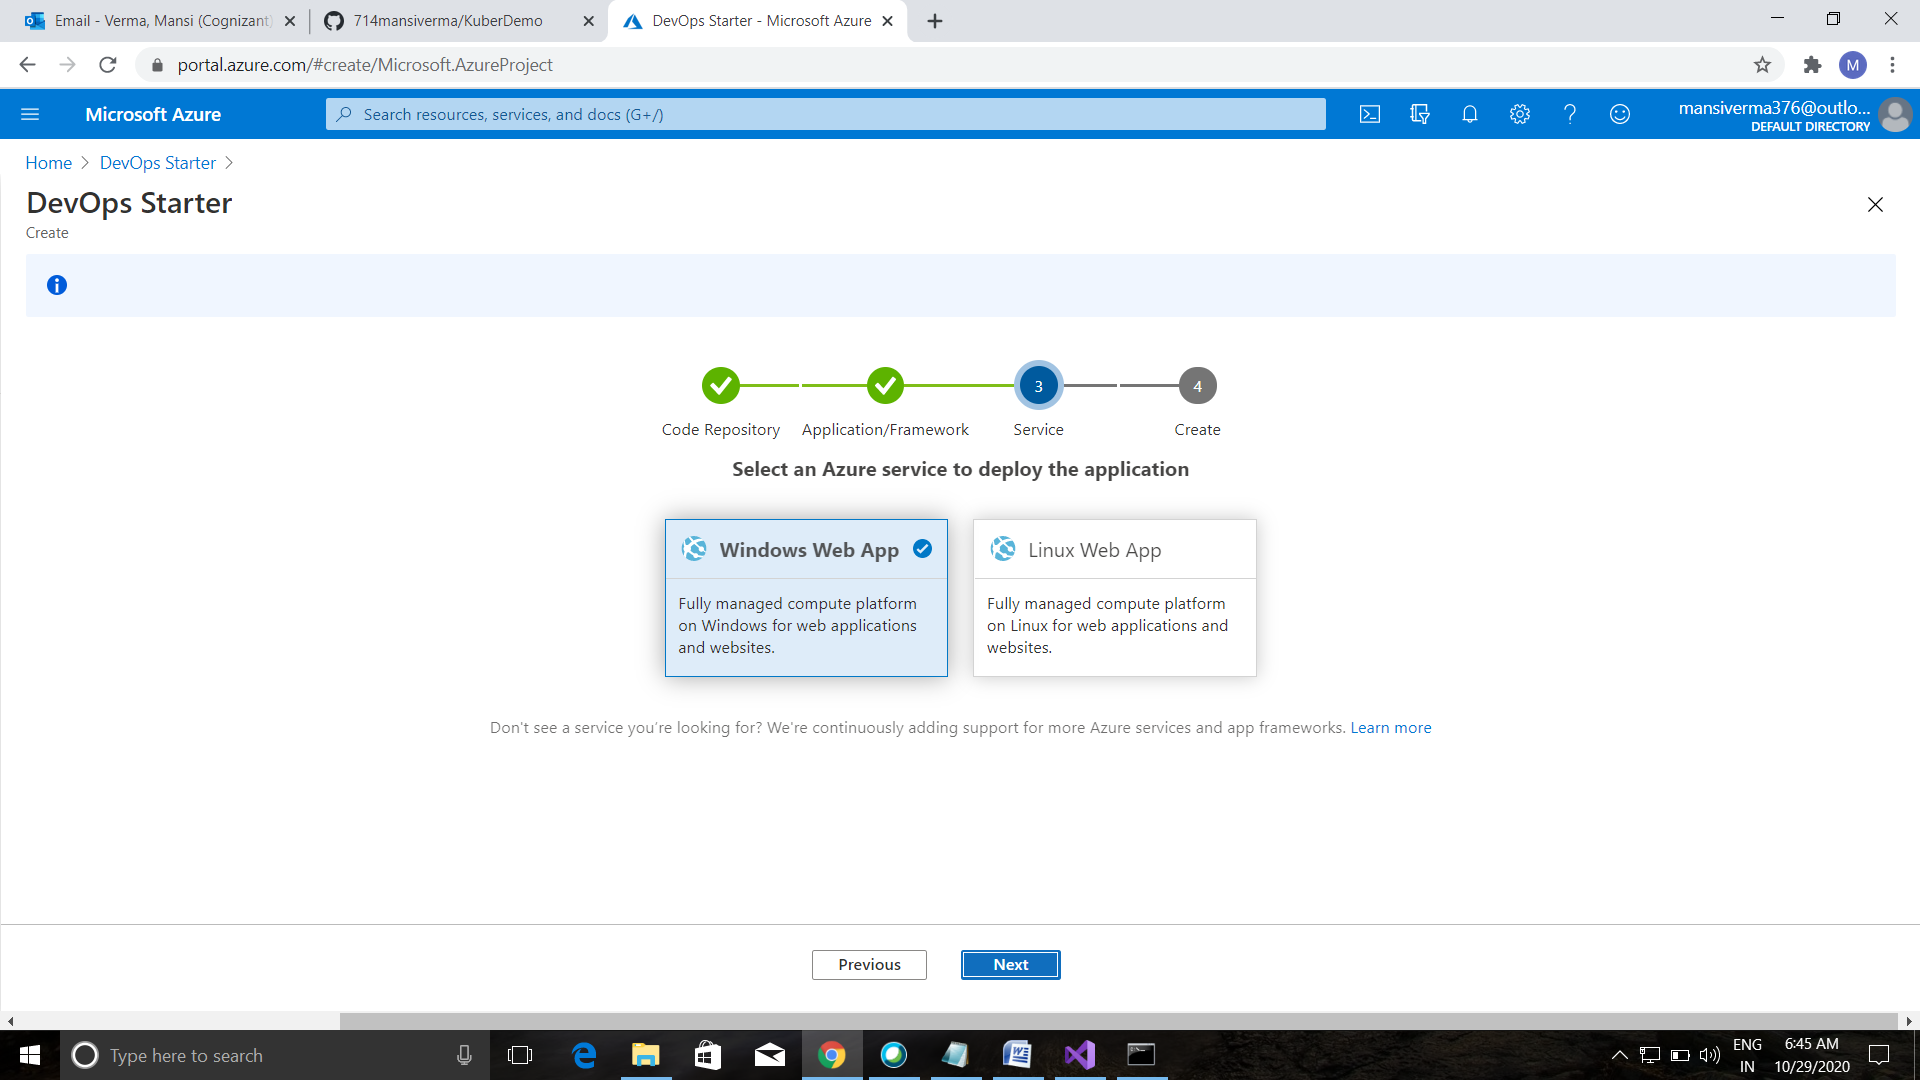 Email - Verma, Mansi (Cognizant)
714mansiverma/KuberDemo
DevOps Starter - Microsoft Azure
portal.azure.com/#create/Microsoft.AzureProject
M
Microsoft Azure
Search resources, services, and docs (G+/)
mansiverma376@outlo...
DEFAULT DIRECTORY
Home > DevOps Starter >
DevOps Starter
Create
3
4
Code Repository
Application/Framework
Service
Create
Select an Azure service to deploy the application
Windows Web App
Fully managed compute platform
on Windows for web applications
and websites.
Linux Web App
Fully managed compute platform
on Linux for web applications and
websites.
Don't see a service you're looking for? We're continuously adding support for more Azure services and app frameworks. Learn more
Previous
Next
Type here to search
ENG
IN
6:45 AM
10/29/2020